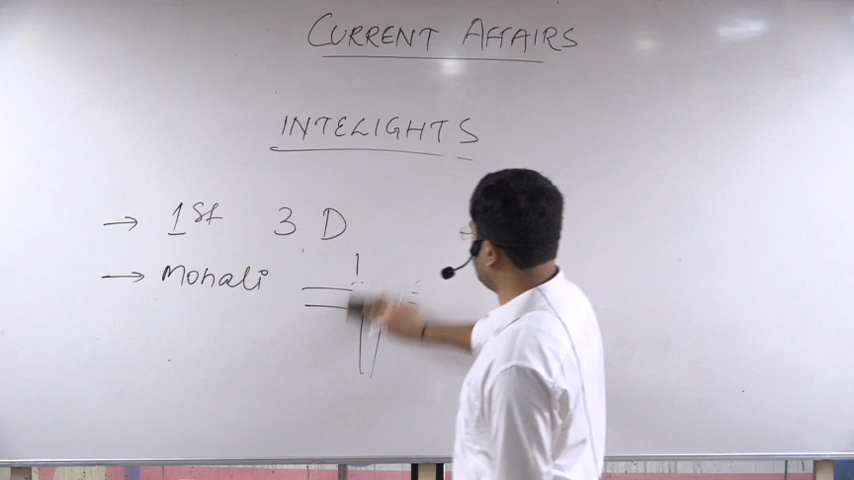 CURRENT AFFAIRS
INTELIGHTS
→ 1st 3 D
→ Mohali